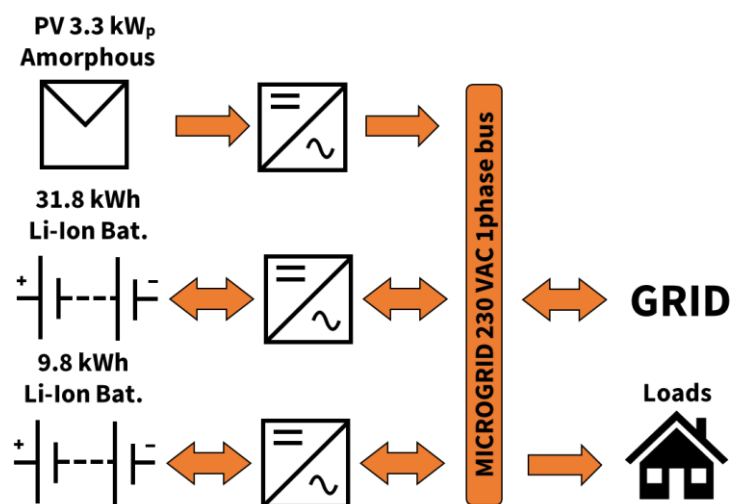 PV 3.3 kWₚ
Amorphous
31.8 kWh
Li-Ion Bat.
+
−
9.8 kWh
Li-Ion Bat.
+
−
MICROGRID 230 VAC 1phase bus
GRID
Loads